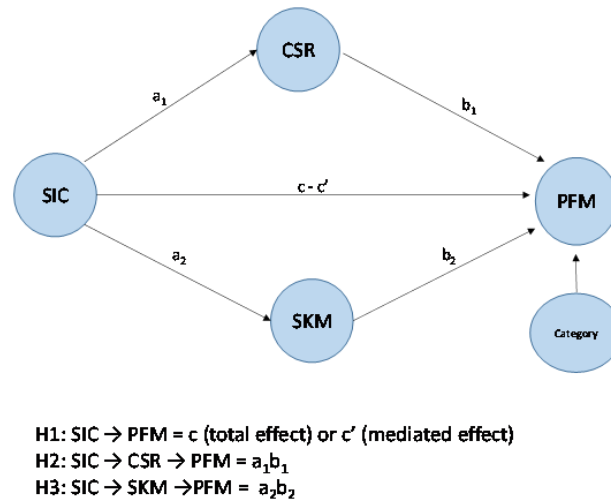 CSR
a₁
b₁
SIC
c - c'
PFM
a₂
b₂
SKM
Category
H1: SIC → PFM = c (total effect) or c' (mediated effect)
H2: SIC → CSR → PFM = a₁b₁
H3: SIC → SKM →PFM = a₂b₂